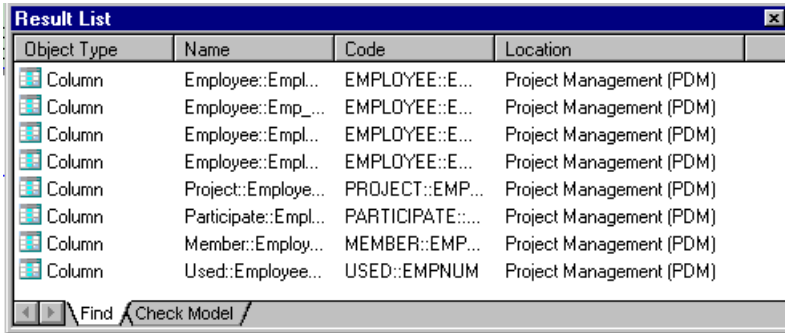 Result List
Object Type Name Code Location
Column Employee::Empl... EMPLOYEE::E... Project Management (PDM)
Column Employee::Emp_... EMPLOYEE::E... Project Management (PDM)
Column Employee::Empl... EMPLOYEE::E... Project Management (PDM)
Column Employee::Empl... EMPLOYEE::E... Project Management (PDM)
Column Project::Employe... PROJECT::EMP... Project Management (PDM)
Column Participate::Empl... PARTICIPATE::... Project Management (PDM)
Column Member::Employ... MEMBER::EMP... Project Management (PDM)
Column Used::Employee... USED::EMPNUM Project Management (PDM)
Find Check Model